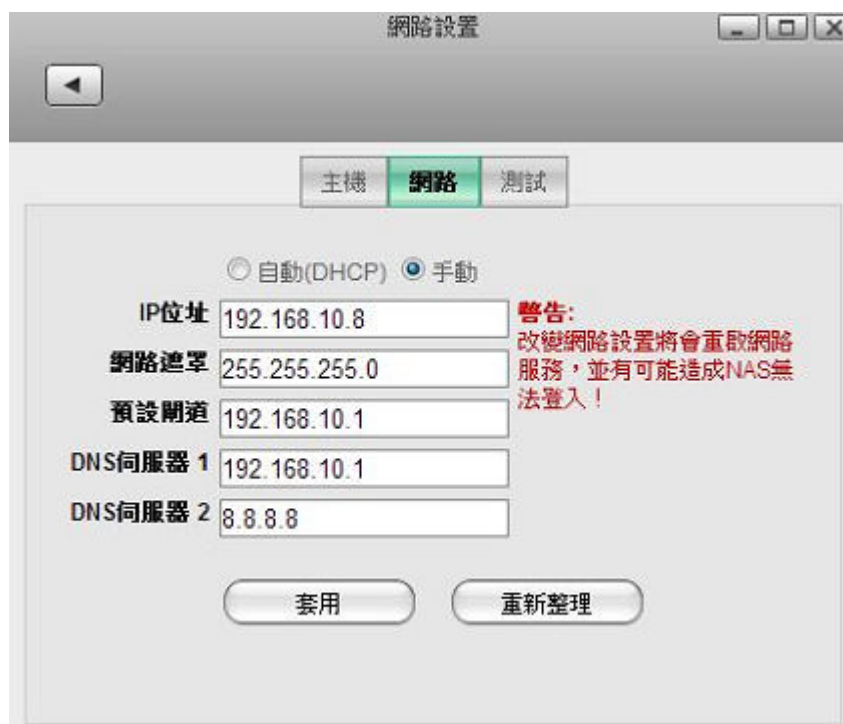 網路設置
主機 網路 測試
自動(DHCP) 手動
IP位址 192.168.10.8
網路遮罩 255.255.255.0
預設閘道 192.168.10.1
DNS伺服器 1 192.168.10.1
DNS伺服器 2 8.8.8.8
警告:
改變網路設置將會重啟網路
服務，並有可能造成NAS無
法登入！
套用 重新整理